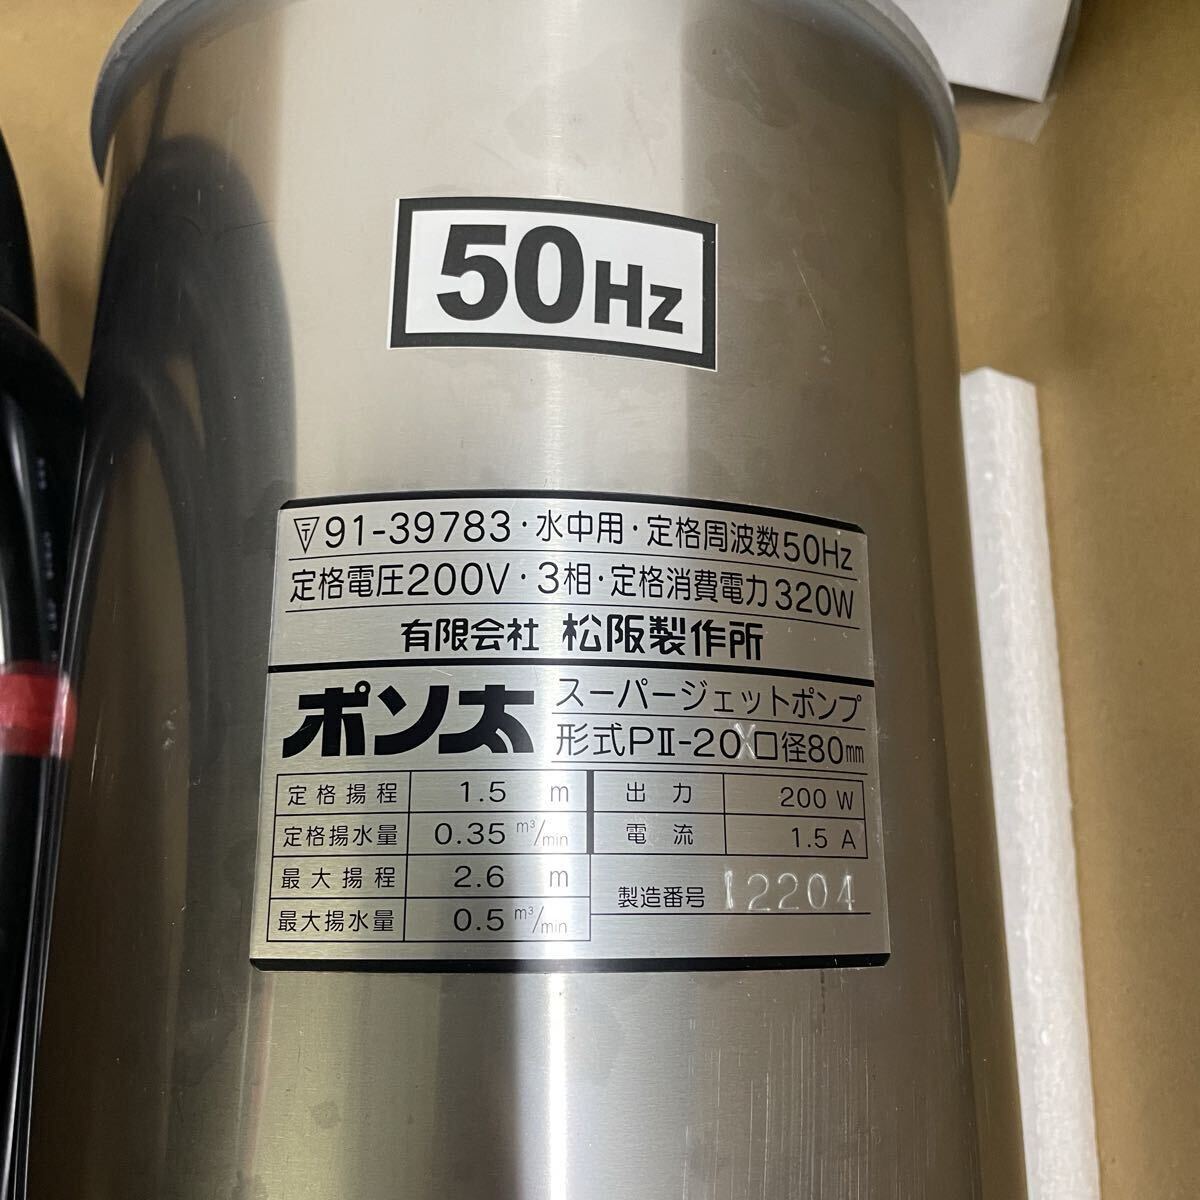 50Hz
〒91-39783・水中用・定格周波数50Hz
定格電圧200V・3相・定格消費電力320W
有限会社 松阪製作所
ポン太 スーパージェットポンプ
形式PⅡ-20X口径80mm
定格揚程 1.5 m 出力 200 W
定格揚水量 0.35 m³/min 電流 1.5 A
最大揚程 2.6 m 製造番号 12204
最大揚水量 0.5 m³/min